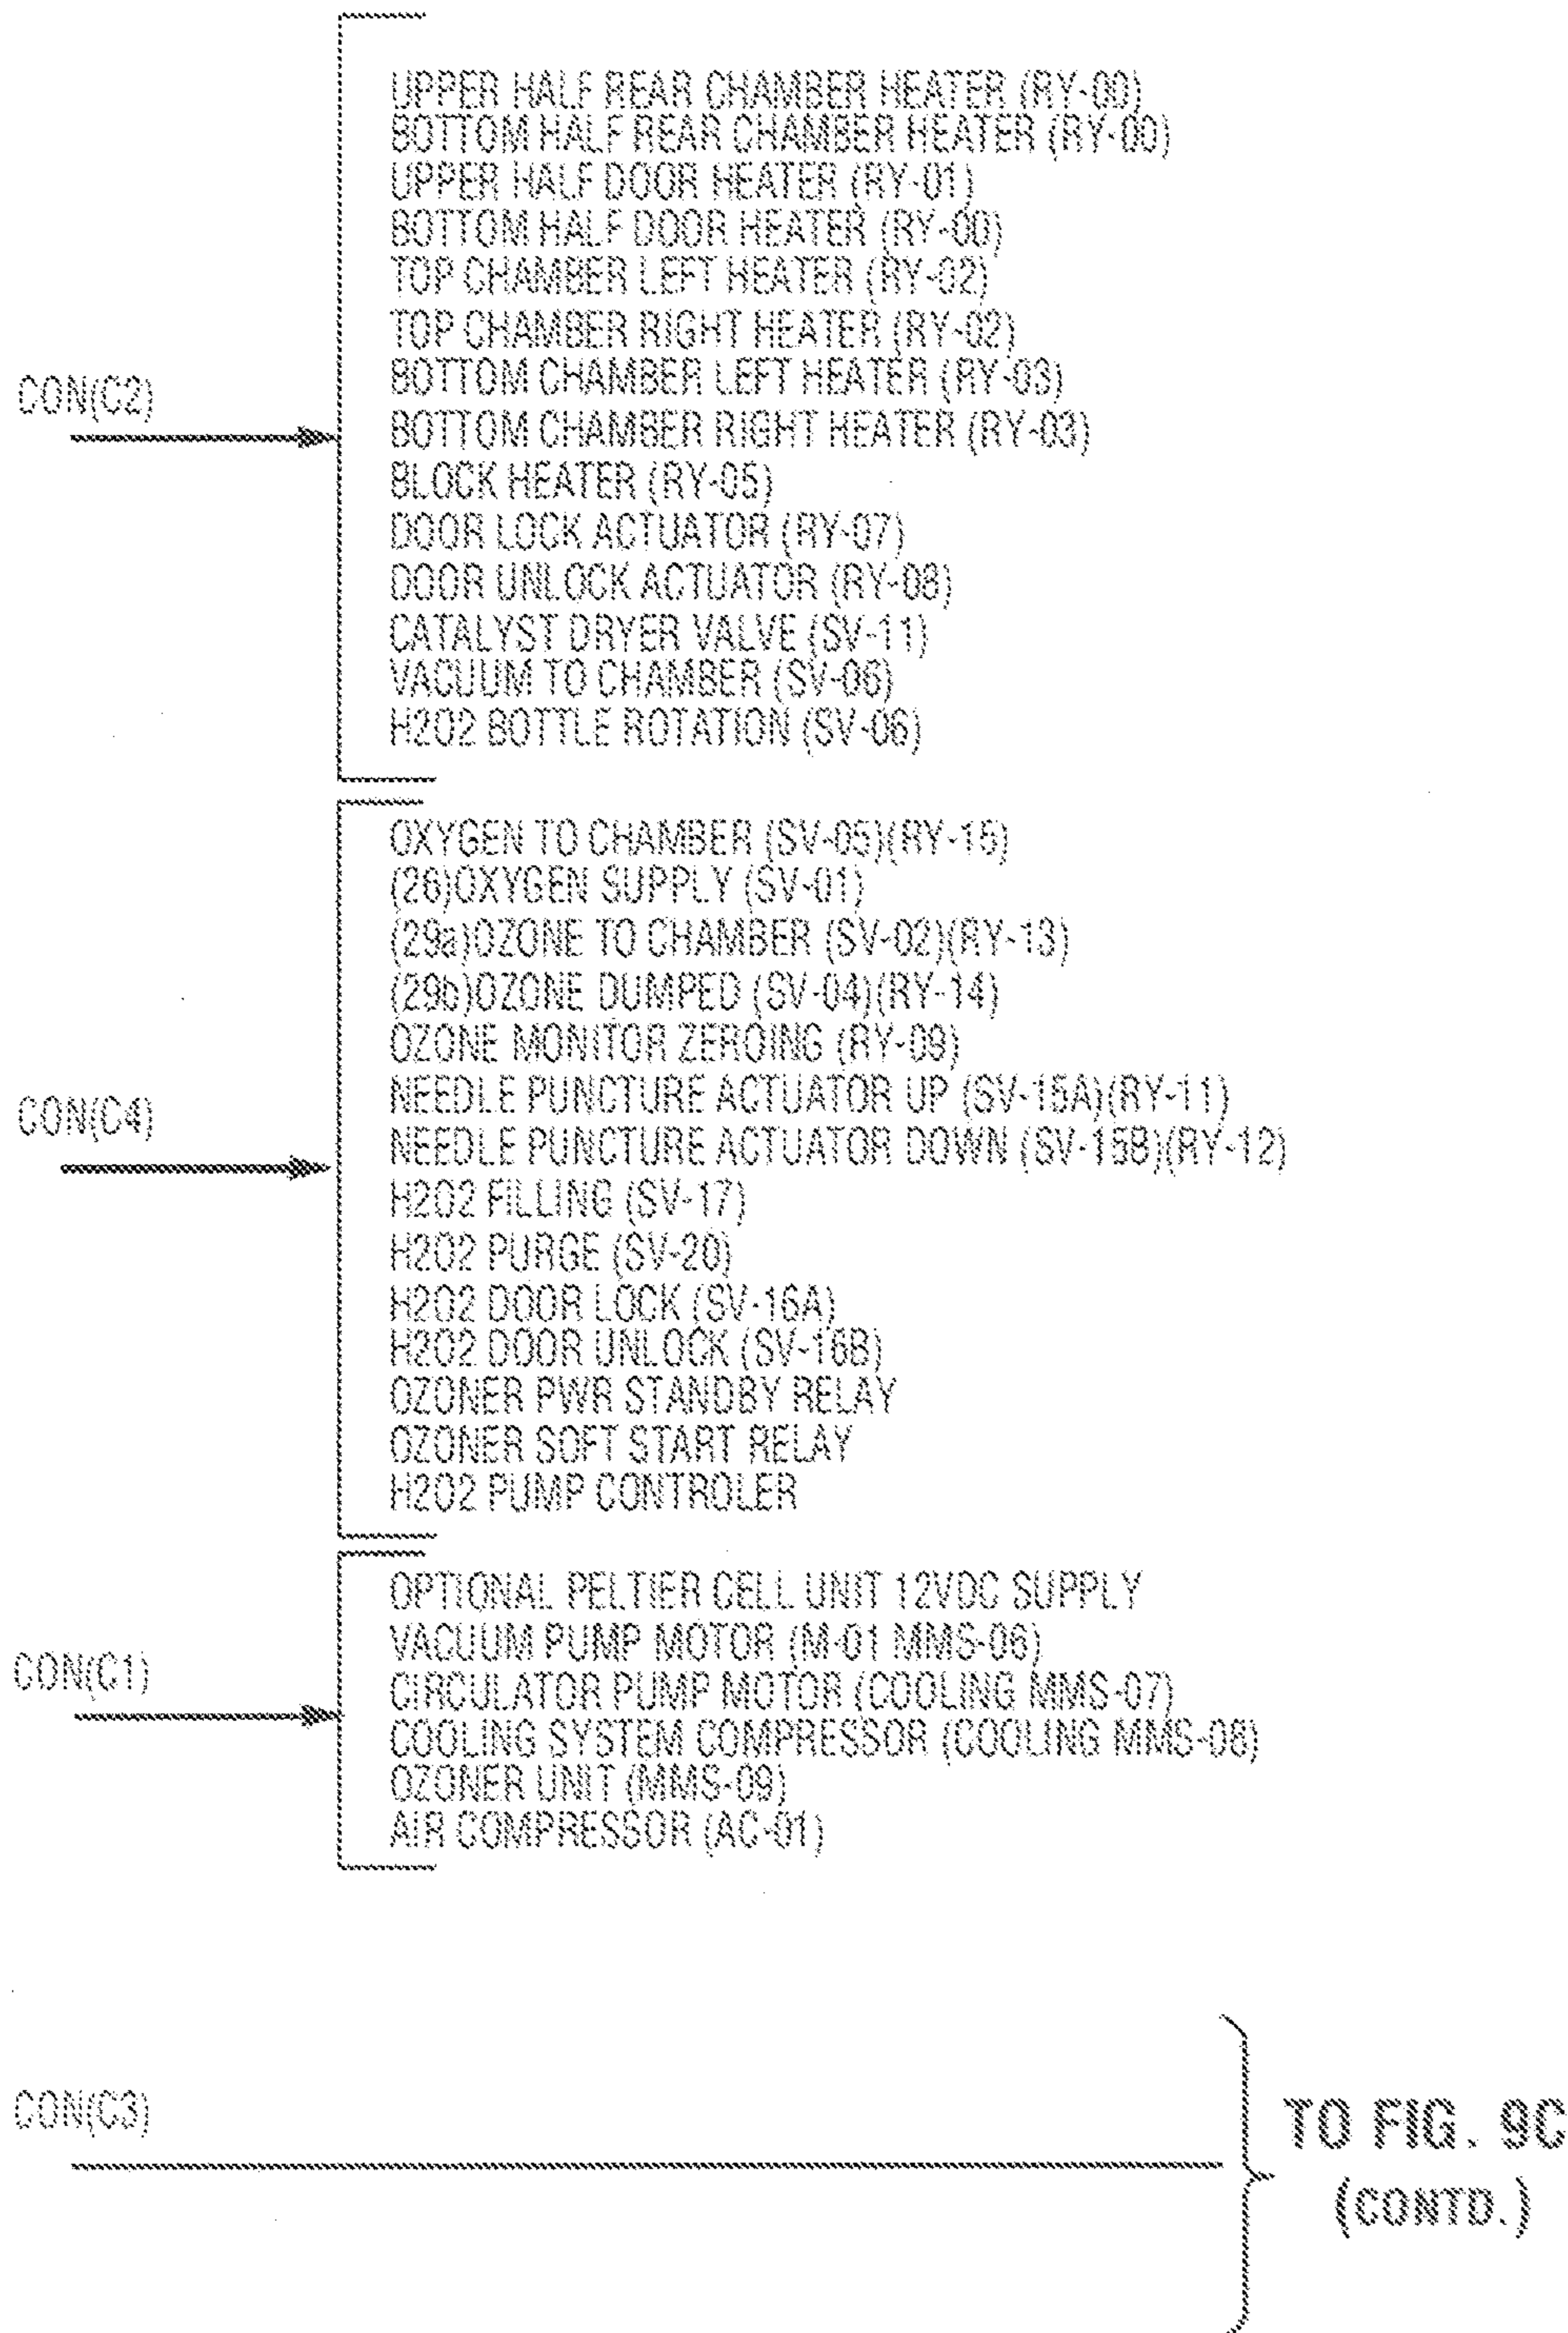 UPPER HALF REAR CHAMBER HEATER (RY-00)
BOTTOM HALF REAR CHAMBER HEATER (RY-00)
UPPER HALF DOOR HEATER (RY-01)
BOTTOM HALF DOOR HEATER (RY-00)
TOP CHAMBER LEFT HEATER (RY-02)
TOP CHAMBER RIGHT HEATER (RY-02)
BOTTOM CHAMBER LEFT HEATER (RY-03)
CON(C2)
BOTTOM CHAMBER RIGHT HEATER (RY-03)
BLOCK HEATER (RY-05)
DOOR LOCK ACTUATOR (RY-07)
DOOR UNLOCK ACTUATOR (RY-08)
CATALYST DRYER VALVE (SV-11)
VACUUM TO CHAMBER (SV-06)
H2O2 BOTTLE ROTATION (SV-06)
OXYGEN TO CHAMBER (SV-05)(RY-15)
(26)OXYGEN SUPPLY (SV-01)
(29a)OZONE TO CHAMBER (SV-02)(RY-13)
(29b)OZONE DUMPED (SV-04)(RY-14)
OZONE MONITOR ZEROING (RY-09)
NEEDLE PUNCTURE ACTUATOR UP (SV-15A)(RY-11)
CON(C4)
NEEDLE PUNCTURE ACTUATOR DOWN (SV-15B)(RY-12)
H2O2 FILLING (SV-17)
H2O2 PURGE (SV-20)
H2O2 DOOR LOCK (SV-16A)
H2O2 DOOR UNLOCK (SV-16B)
OZONER PWR STANDBY RELAY
OZONER SOFT START RELAY
H2O2 PUMP CONTROLER
OPTIONAL PELTIER CELL UNIT 12VDC SUPPLY
VACUUM PUMP MOTOR (M-01 MMS-06)
CON(C1)
CIRCULATOR PUMP MOTOR (COOLING MMS-07)
COOLING SYSTEM COMPRESSOR (COOLING MMS-08)
OZONER UNIT (MMS-09)
AIR COMPRESSOR (AC-01)
CON(C3)
TO FIG. 9C
(CONTD.)